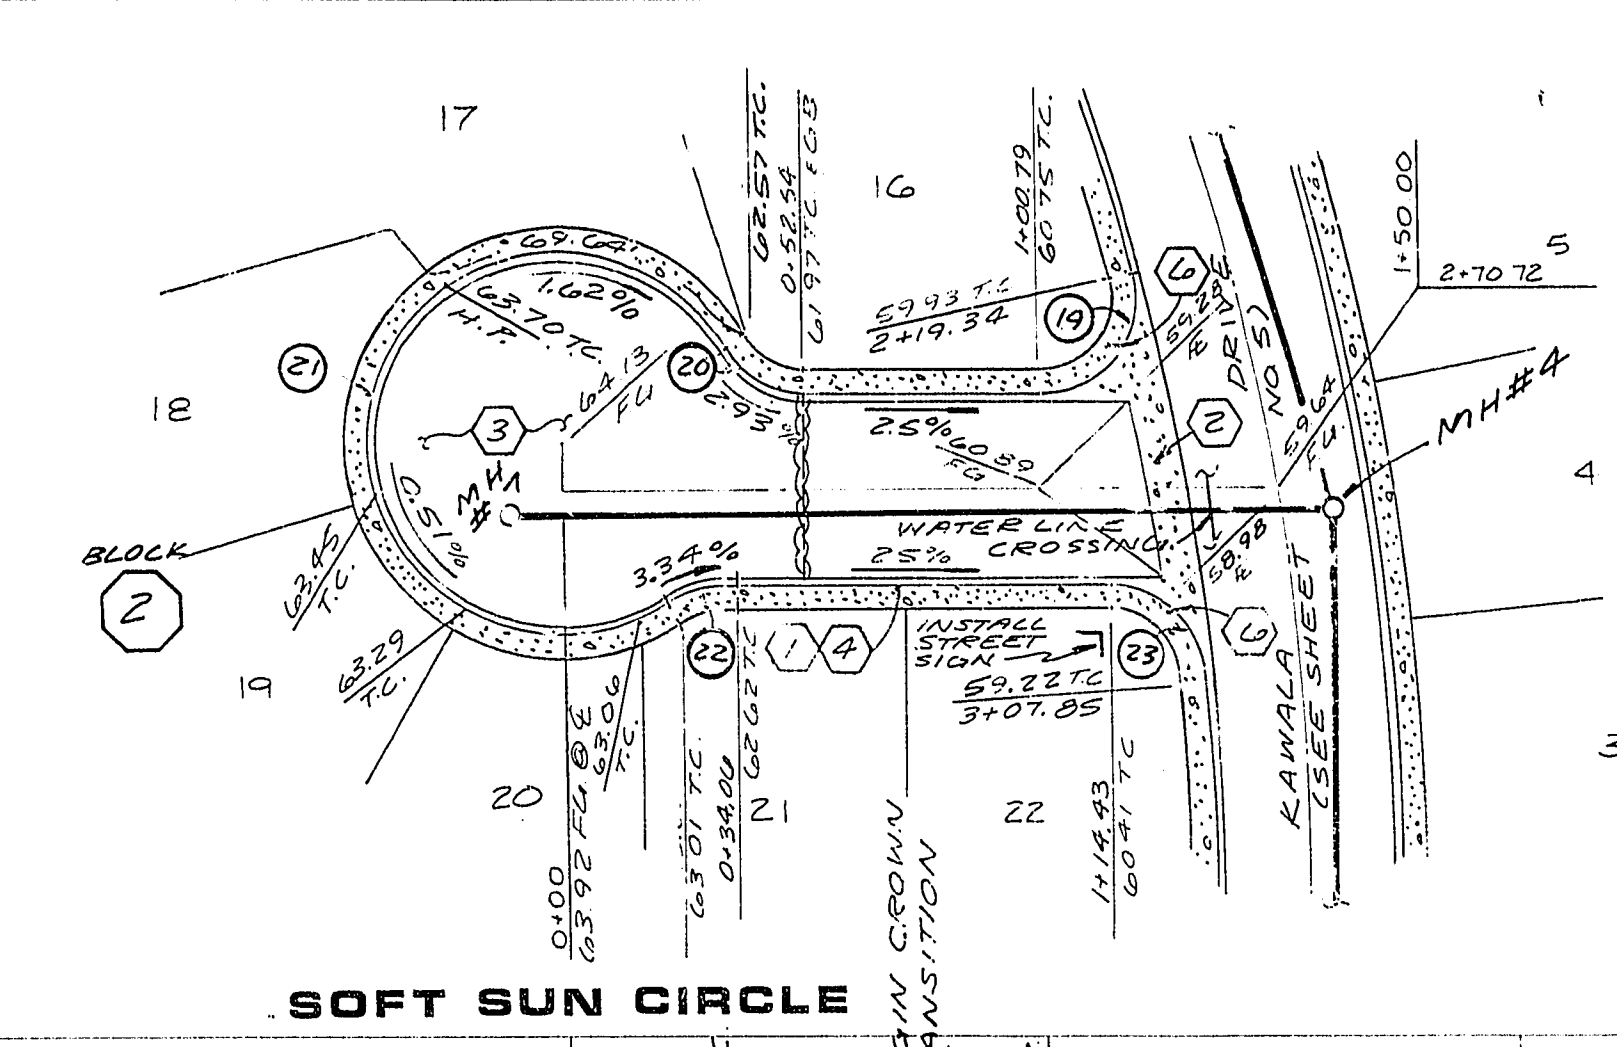 17
16
18
19
20
21
22
5
4
62.57 T.C.
0+52.54
61 97 T.C. EGB
1+00.79
60 75 T.C.
1+50.00
2+70 72
69.64'
1.62%
63.70 T.C.
H.P.
64.13
F.G.
59 93 T.C.
2+19.34
19
6
59.28
DRIVE
NO 5)
20
21
2.93%
3
2.5%
60 89
FG
2
59.64
F.G.
MH #4
MH
#1
0.51%
WATER LINE
CROSSING
2.5%
58.98
BLOCK
2
63.45
T.C.
63.29
T.C.
3.34%
22
1
4
INSTALL
STREET
SIGN
23
6
59.22 T.C
3+07.85
KAWALA
(SEE SHEET
63.06
T.C.
0+00
63.92 F.G. @ ℄
63 01 T.C.
0+34.06
62 62 T.C
1+14.43
60 41 TC
GIN CROWN
ANSITION
SOFT SUN CIRCLE